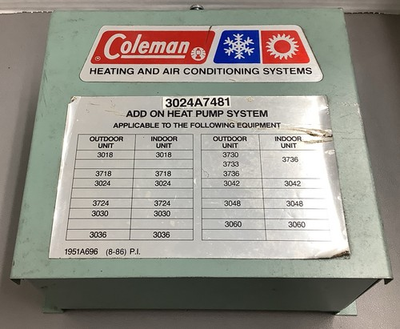 Coleman ®
HEATING AND AIR CONDITIONING SYSTEMS
3024A7481
ADD ON HEAT PUMP SYSTEM
APPLICABLE TO THE FOLLOWING EQUIPMENT
OUTDOOR UNIT INDOOR UNIT OUTDOOR UNIT INDOOR UNIT
3018 3018 3730
3733 3736
3718 3718 3736
3024 3024 3042 3042
3724 3724 3048 3048
3030 3030
3060 3060
3036 3036
1951A696 (8-86) P.I.